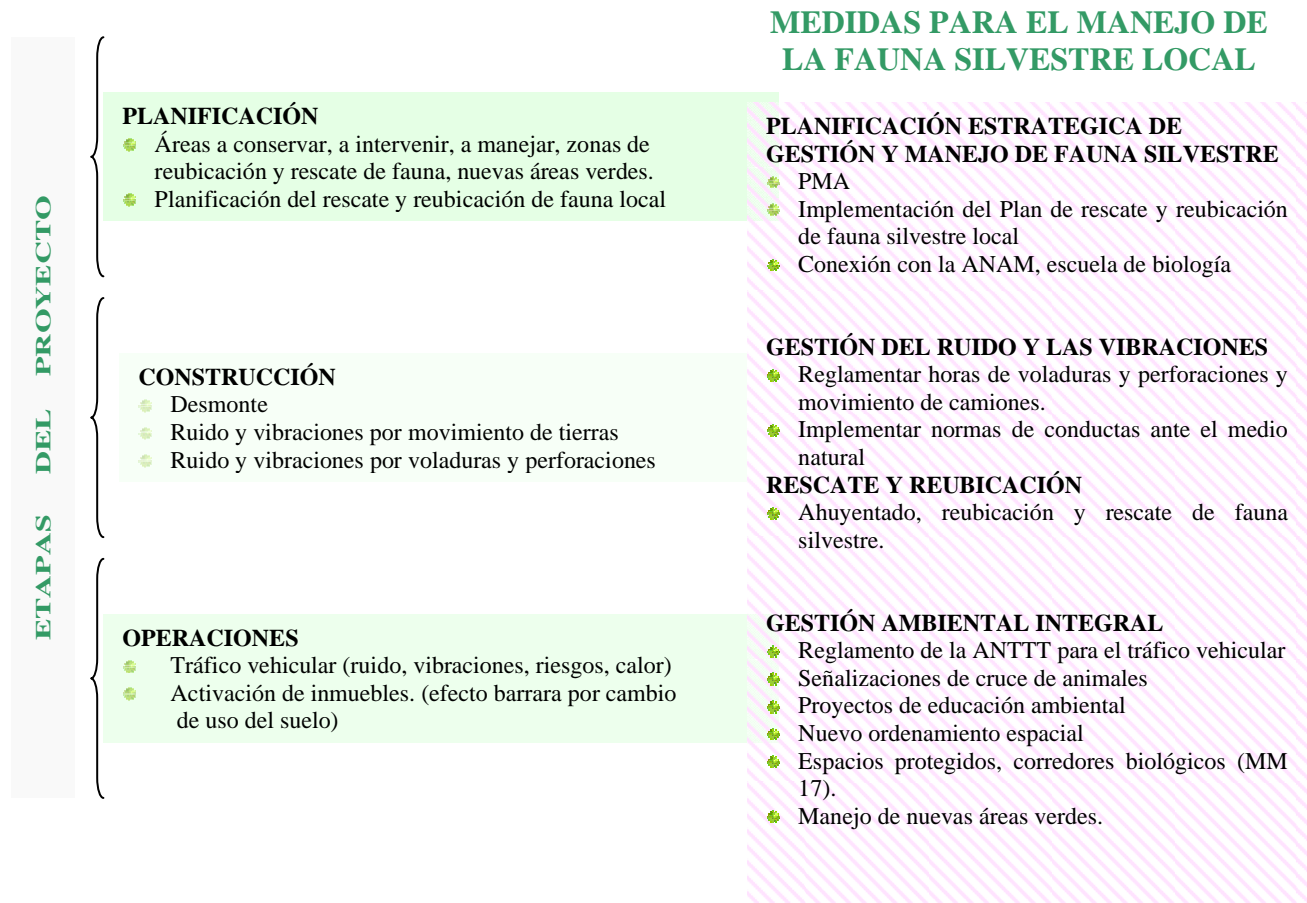 MEDIDAS PARA EL MANEJO DE
LA FAUNA SILVESTRE LOCAL
ETAPAS DEL PROYECTO
PLANIFICACIÓN
Áreas a conservar, a intervenir, a manejar, zonas de
reubicación y rescate de fauna, nuevas áreas verdes.
Planificación del rescate y reubicación de fauna local
PLANIFICACIÓN ESTRATEGICA DE
GESTIÓN Y MANEJO DE FAUNA SILVESTRE
PMA
Implementación del Plan de rescate y reubicación
de fauna silvestre local
Conexión con la ANAM, escuela de biología
CONSTRUCCIÓN
Desmonte
Ruido y vibraciones por movimiento de tierras
Ruido y vibraciones por voladuras y perforaciones
GESTIÓN DEL RUIDO Y LAS VIBRACIONES
Reglamentar horas de voladuras y perforaciones y
movimiento de camiones.
Implementar normas de conductas ante el medio
natural
RESCATE Y REUBICACIÓN
Ahuyentado, reubicación y rescate de fauna
silvestre.
OPERACIONES
Tráfico vehicular (ruido, vibraciones, riesgos, calor)
Activación de inmuebles. (efecto barrara por cambio
de uso del suelo)
GESTIÓN AMBIENTAL INTEGRAL
Reglamento de la ANTTT para el tráfico vehicular
Señalizaciones de cruce de animales
Proyectos de educación ambiental
Nuevo ordenamiento espacial
Espacios protegidos, corredores biológicos (MM
17).
Manejo de nuevas áreas verdes.